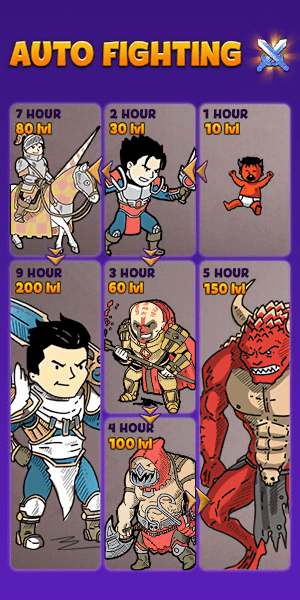 AUTO FIGHTING
7 HOUR
80 lvl
2 HOUR
30 lvl
1 HOUR
10 lvl
9 HOUR
200 lvl
3 HOUR
60 lvl
5 HOUR
150 lvl
4 HOUR
100 lvl